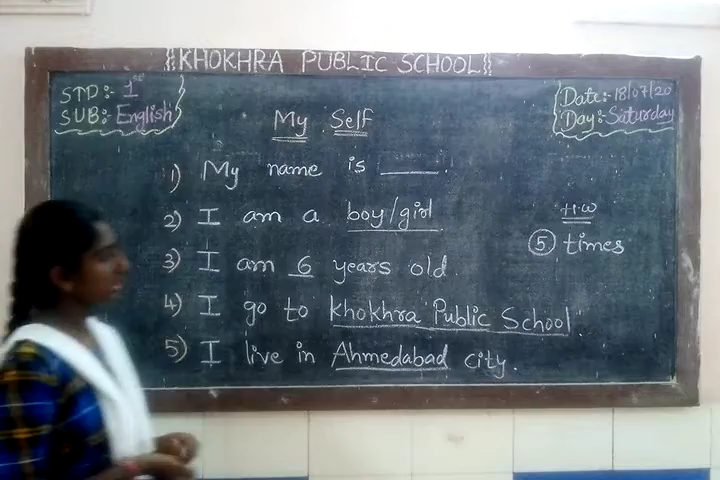 KHOKHRA PUBLIC SCHOOL
STD:- 1st
SUB:- English
Date:- 18/07/20
Day:- Saturday
My Self
1) My name is ______.
2) I am a boy/girl.
3) I am 6 years old.
4) I go to Khokhra Public School.
5) I live in Ahmedabad city.
H.W
5 times